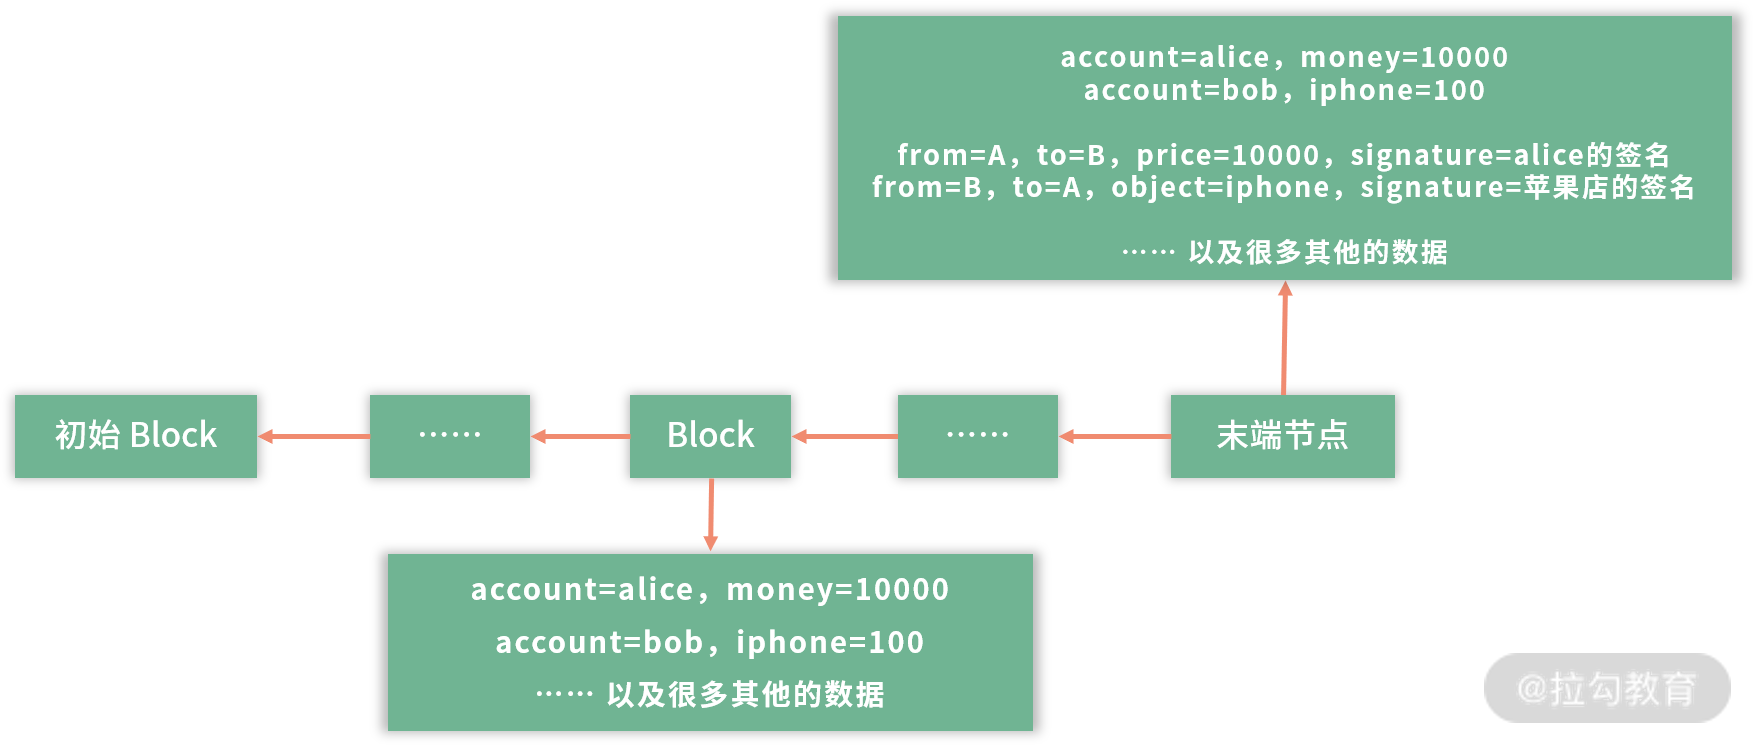 account=alice，money=10000
account=bob，iphone=100
from=A，to=B，price=10000，signature=alice的签名
from=B，to=A，object=iphone，signature=苹果店的签名
…… 以及很多其他的数据
初始 Block
……
Block
……
末端节点
account=alice，money=10000
account=bob，iphone=100
…… 以及很多其他的数据
@拉勾教育